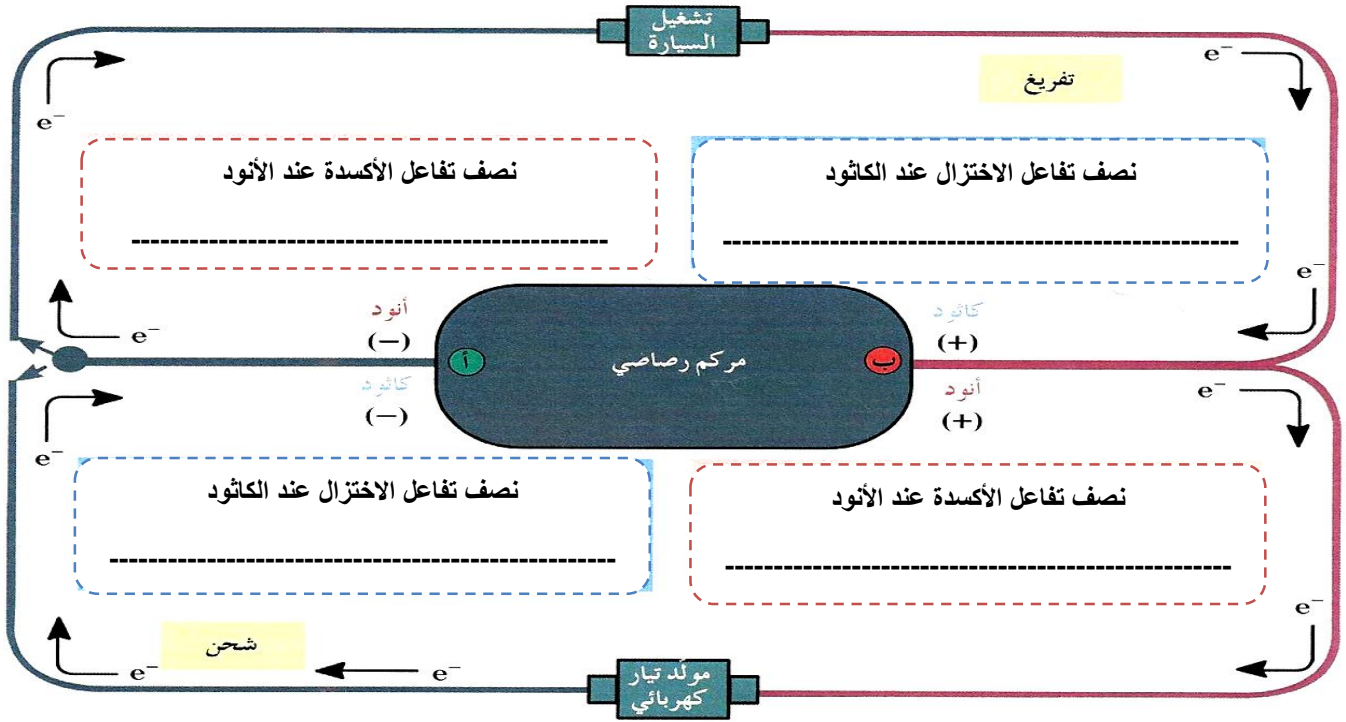 تشغيل
السيارة
e⁻
e⁻
تفريغ
e⁻
نصف تفاعل الاختزال عند الكاثود
------------------------------------------------------
نصف تفاعل الأكسدة عند الأنود
--------------------------------------------------
e⁻
e⁻
كاثود
(+)
أنود
(−)
ب
مركم رصاصي
أ
أنود
(+)
كاثود
(−)
e⁻
e⁻
نصف تفاعل الأكسدة عند الأنود
-----------------------------------------------------
نصف تفاعل الاختزال عند الكاثود
-----------------------------------------------------
e⁻
شحن
e⁻
e⁻
مولّد تيار
كهربائي